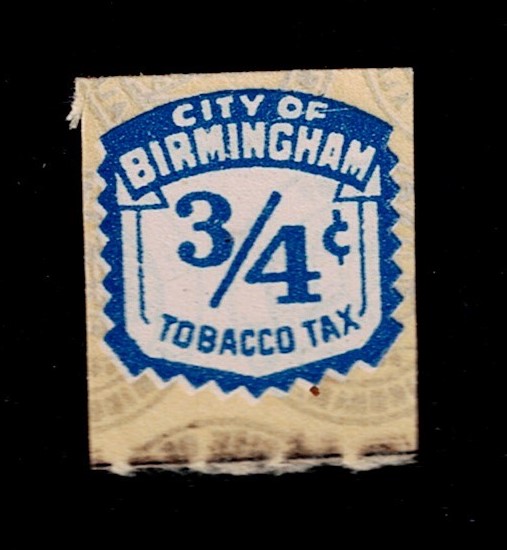 CITY OF
BIRMINGHAM
3/4¢
TOBACCO TAX